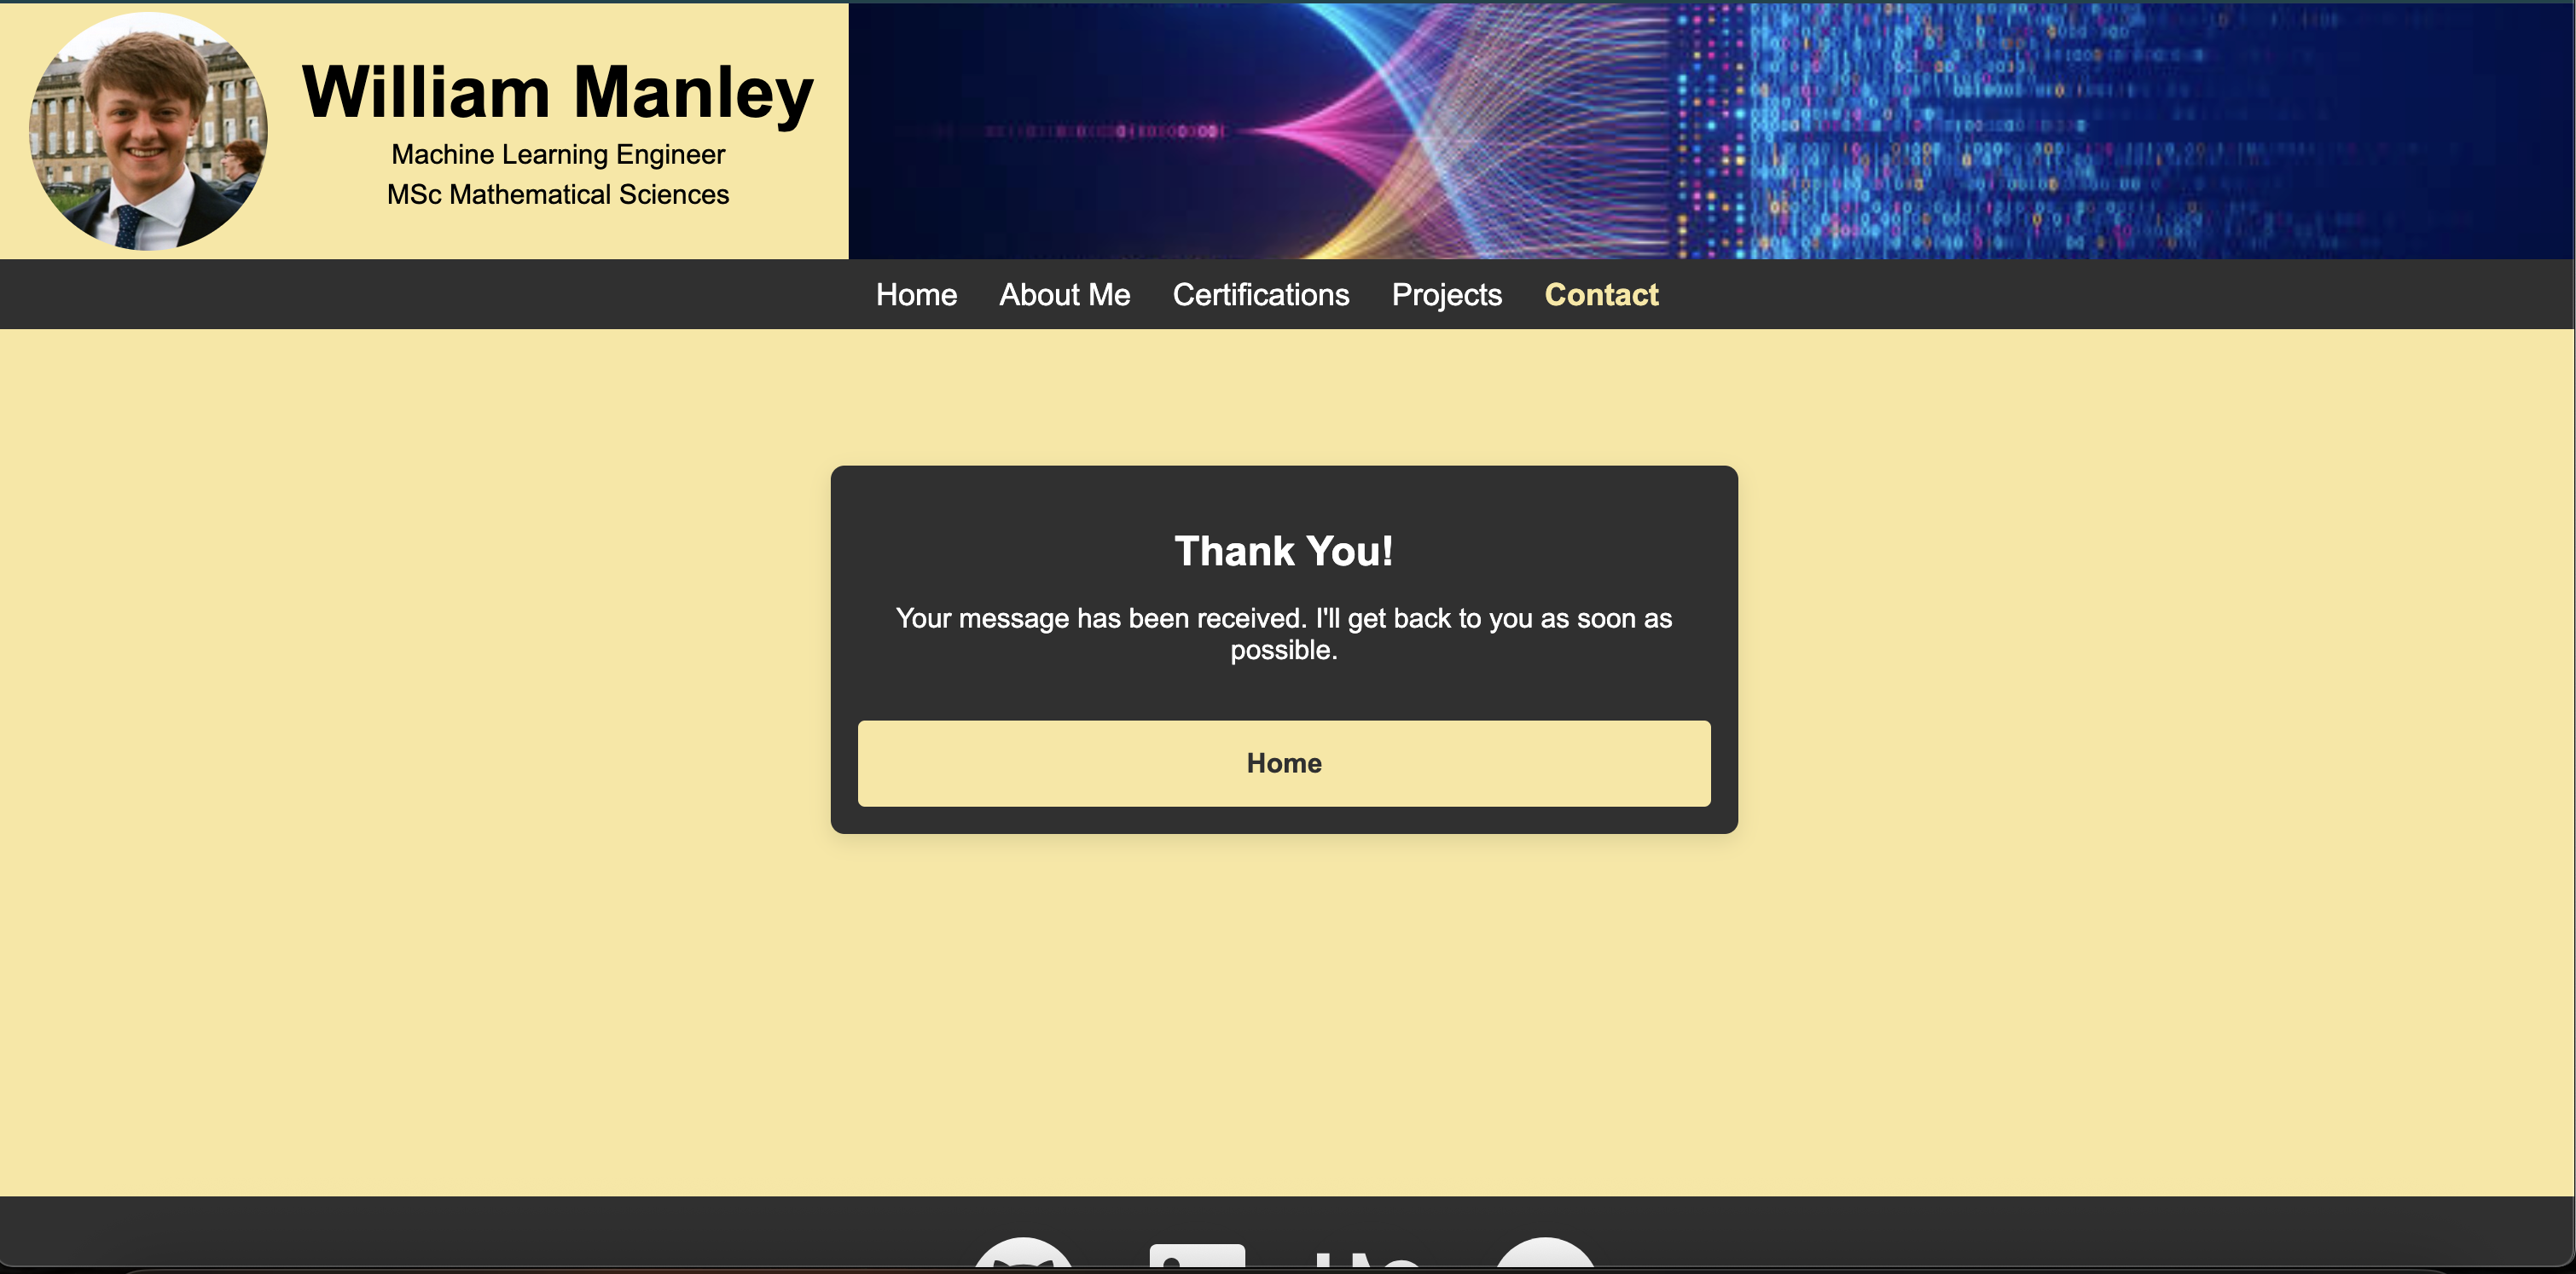 William Manley
Machine Learning Engineer
MSc Mathematical Sciences
Home About Me Certifications Projects Contact
Thank You!
Your message has been received. I'll get back to you as soon as
possible.
Home